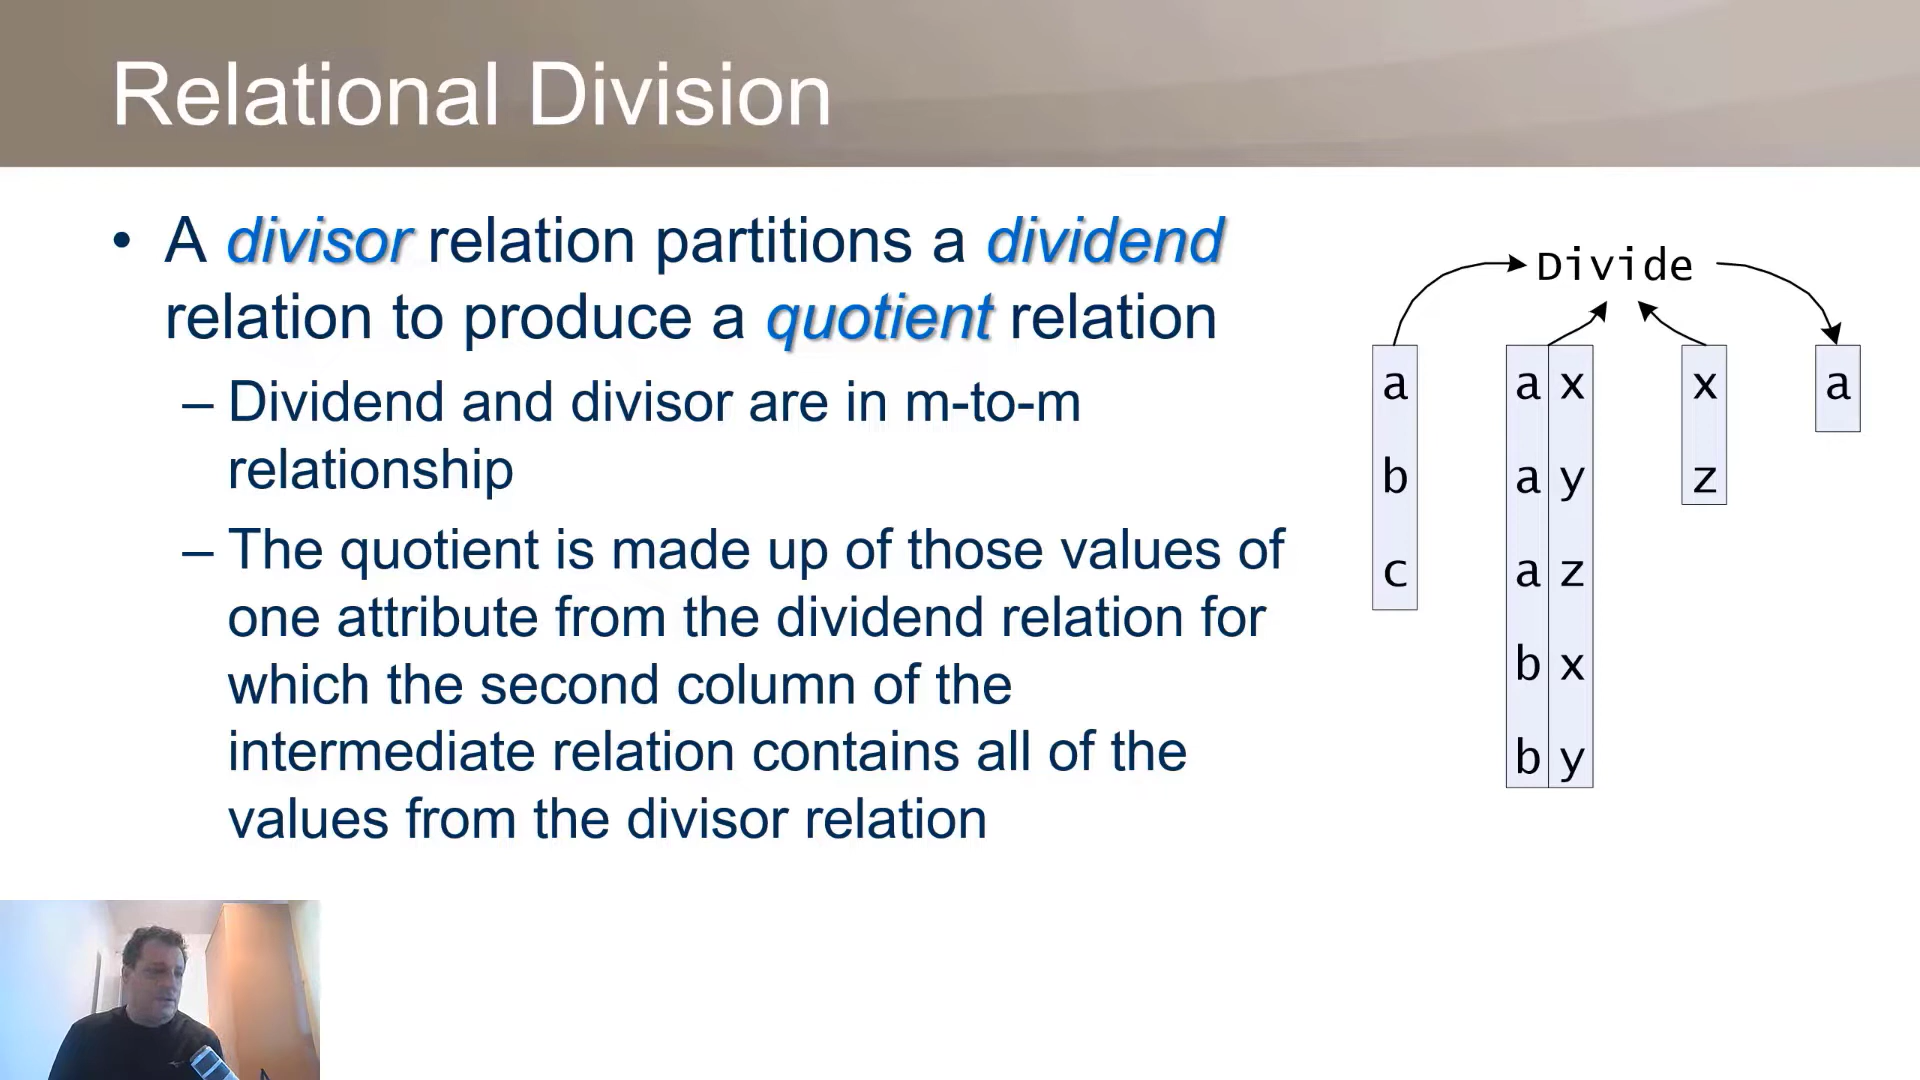 Relational Division
• A divisor relation partitions a dividend
relation to produce a quotient relation
– Dividend and divisor are in m-to-m
relationship
– The quotient is made up of those values of
one attribute from the dividend relation for
which the second column of the
intermediate relation contains all of the
values from the divisor relation
Divide
a a x x a
b a y z
c a z
b x
b y